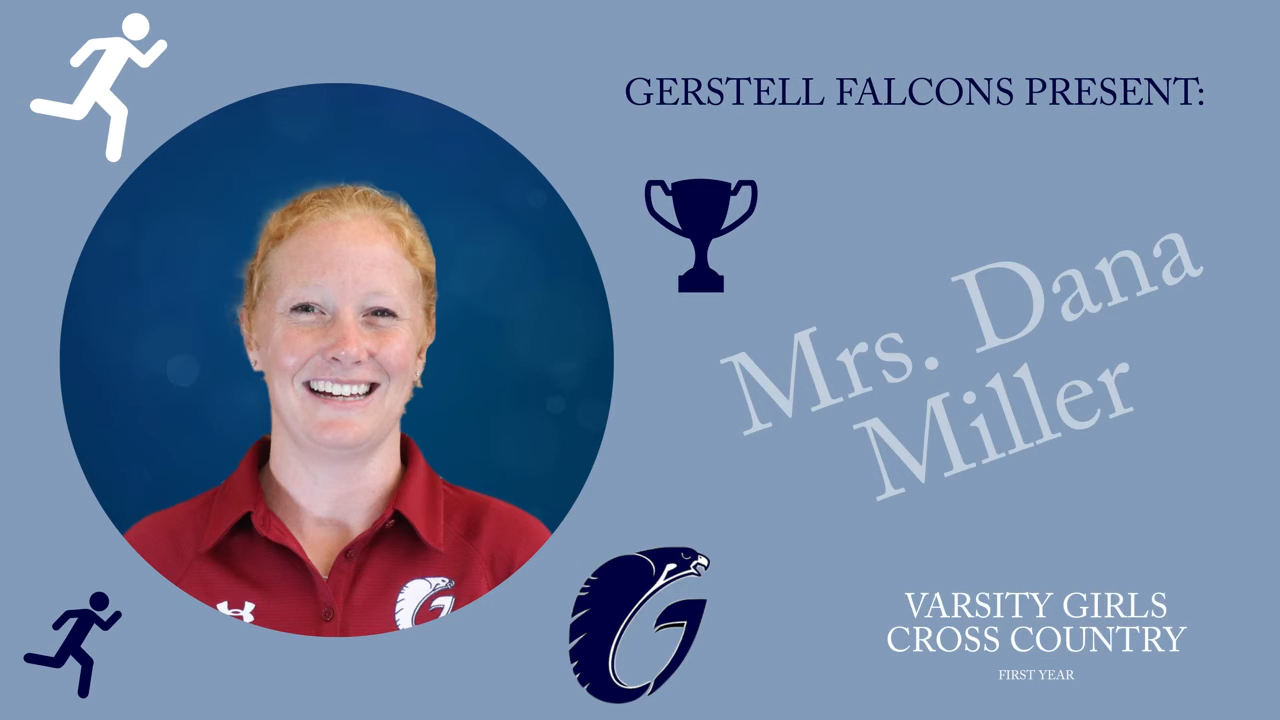 GERSTELL FALCONS PRESENT:
Mrs. Dana
Miller
VARSITY GIRLS
CROSS COUNTRY
FIRST YEAR